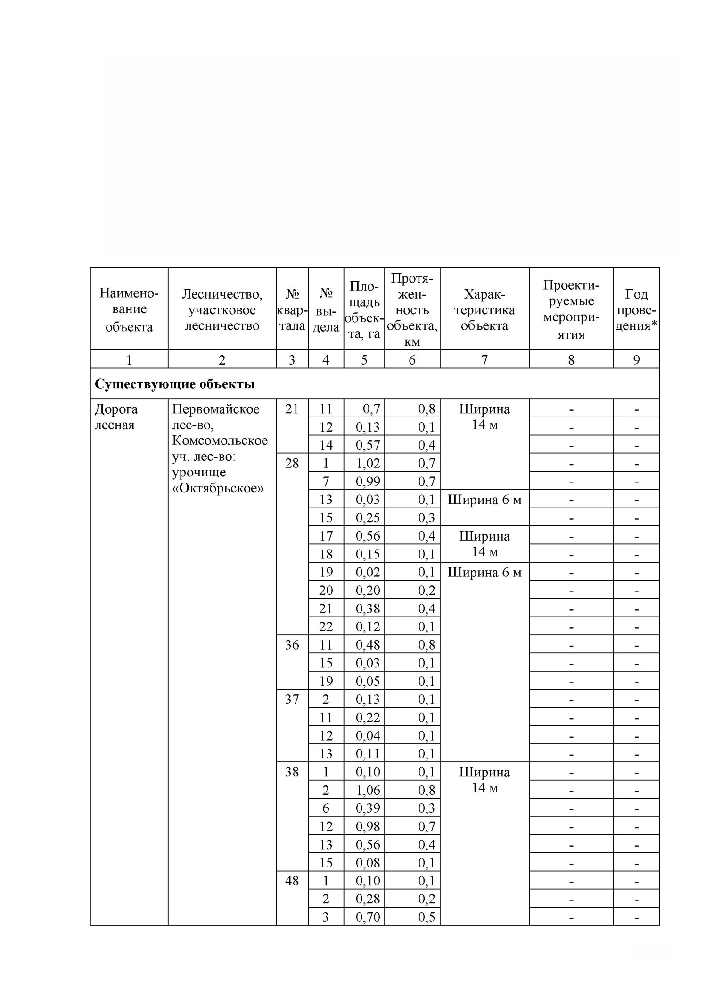 Наимено-
вание
объекта
Лесничество,
участковое
лесничество
№
квар-
тала
№
вы-
дела
Пло-
щадь
объек-
та, га
Протя-
жен-
ность
объекта,
км
Харак-
теристика
объекта
Проекти-
руемые
меропри-
ятия
Год
прове-
дения*
1 2 3 4 5 6 7 8 9
Существующие объекты
Дорога
лесная
Первомайское
лес-во,
Комсомольское
уч. лес-во:
урочище
«Октябрьское»
21 11 0,7 0,8 Ширина - -
14 м
12 0,13 0,1 - -
14 0,57 0,4 - -
28 1 1,02 0,7 - -
7 0,99 0,7 - -
13 0,03 0,1 Ширина 6 м - -
15 0,25 0,3 - -
17 0,56 0,4 Ширина - -
14 м
18 0,15 0,1 - -
19 0,02 0,1 Ширина 6 м - -
20 0,20 0,2 - -
21 0,38 0,4 - -
22 0,12 0,1 - -
36 11 0,48 0,8 - -
15 0,03 0,1 - -
19 0,05 0,1 - -
37 2 0,13 0,1 - -
11 0,22 0,1 - -
12 0,04 0,1 - -
13 0,11 0,1 - -
38 1 0,10 0,1 Ширина - -
14 м
2 1,06 0,8 - -
6 0,39 0,3 - -
12 0,98 0,7 - -
13 0,56 0,4 - -
15 0,08 0,1 - -
48 1 0,10 0,1 - -
2 0,28 0,2 - -
3 0,70 0,5 - -